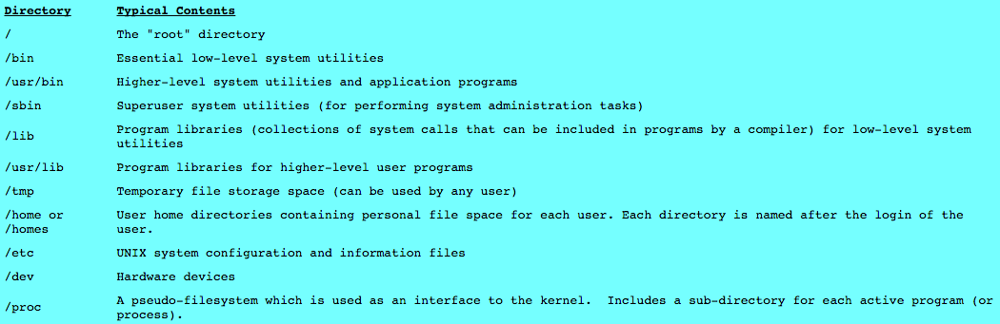 Directory Typical Contents
/ The "root" directory
/bin Essential low-level system utilities
/usr/bin Higher-level system utilities and application programs
/sbin Superuser system utilities (for performing system administration tasks)
/lib Program libraries (collections of system calls that can be included in programs by a compiler) for low-level system
utilities
/usr/lib Program libraries for higher-level user programs
/tmp Temporary file storage space (can be used by any user)
/home or User home directories containing personal file space for each user. Each directory is named after the login of the
/homes user.
/etc UNIX system configuration and information files
/dev Hardware devices
/proc A pseudo-filesystem which is used as an interface to the kernel.  Includes a sub-directory for each active program (or
process).